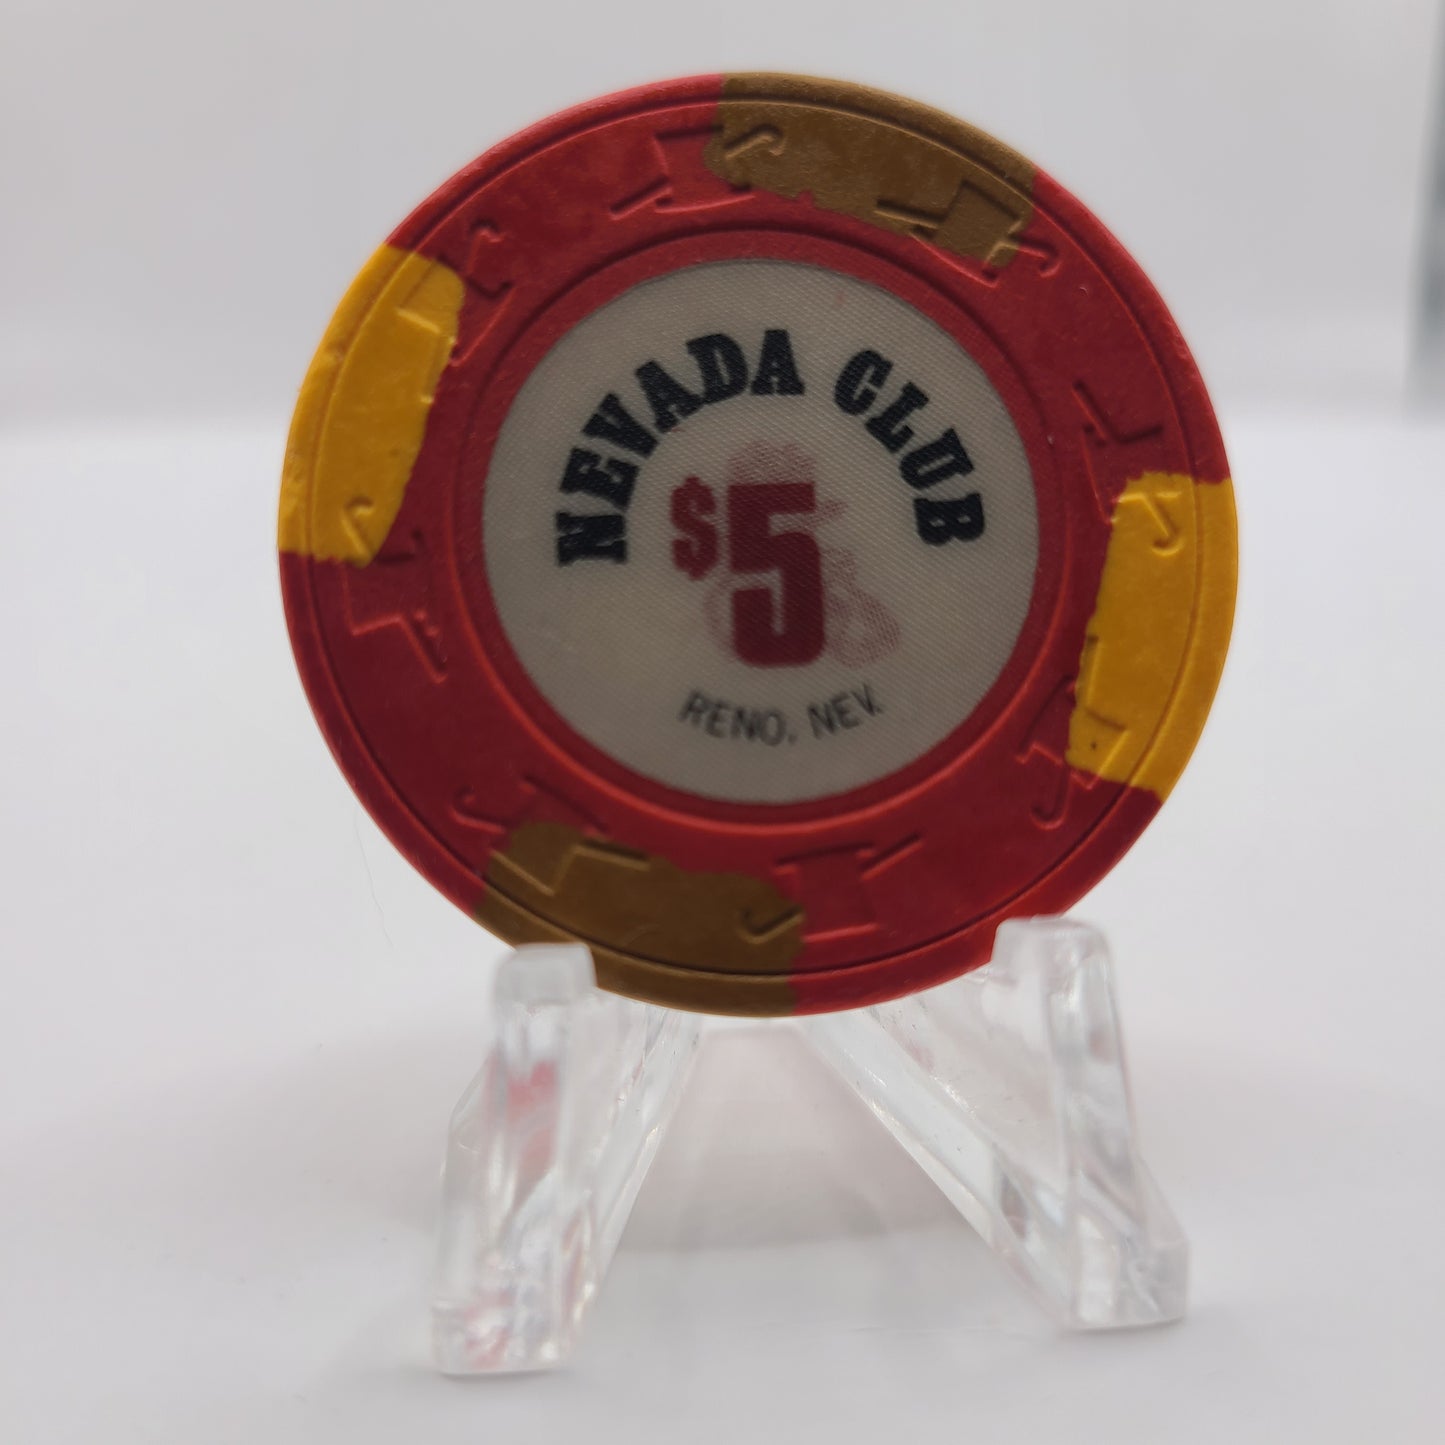 NEVADA CLUB
$5
RENO, NEV.